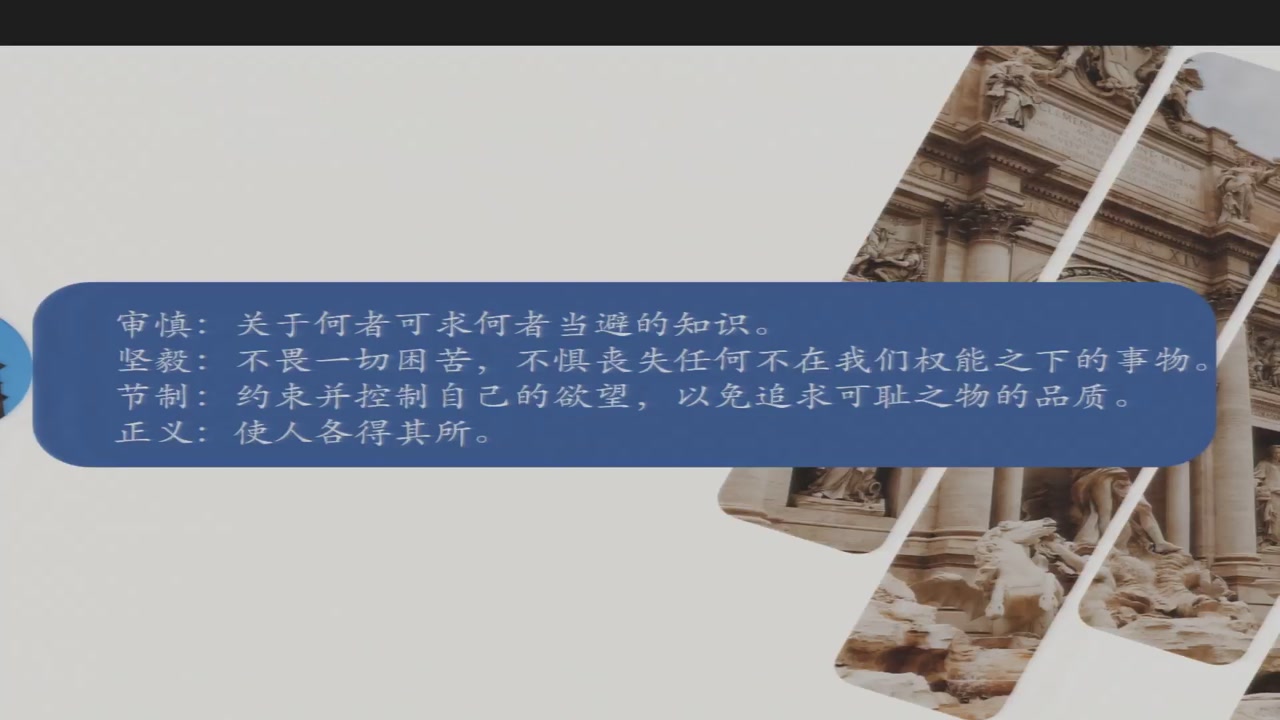 审慎：关于何者可求何者当避的知识。
坚毅：不畏一切困苦，不惧丧失任何不在我们权能之下的事物。
节制：约束并控制自己的欲望，以免追求可耻之物的品质。
正义：使人各得其所。